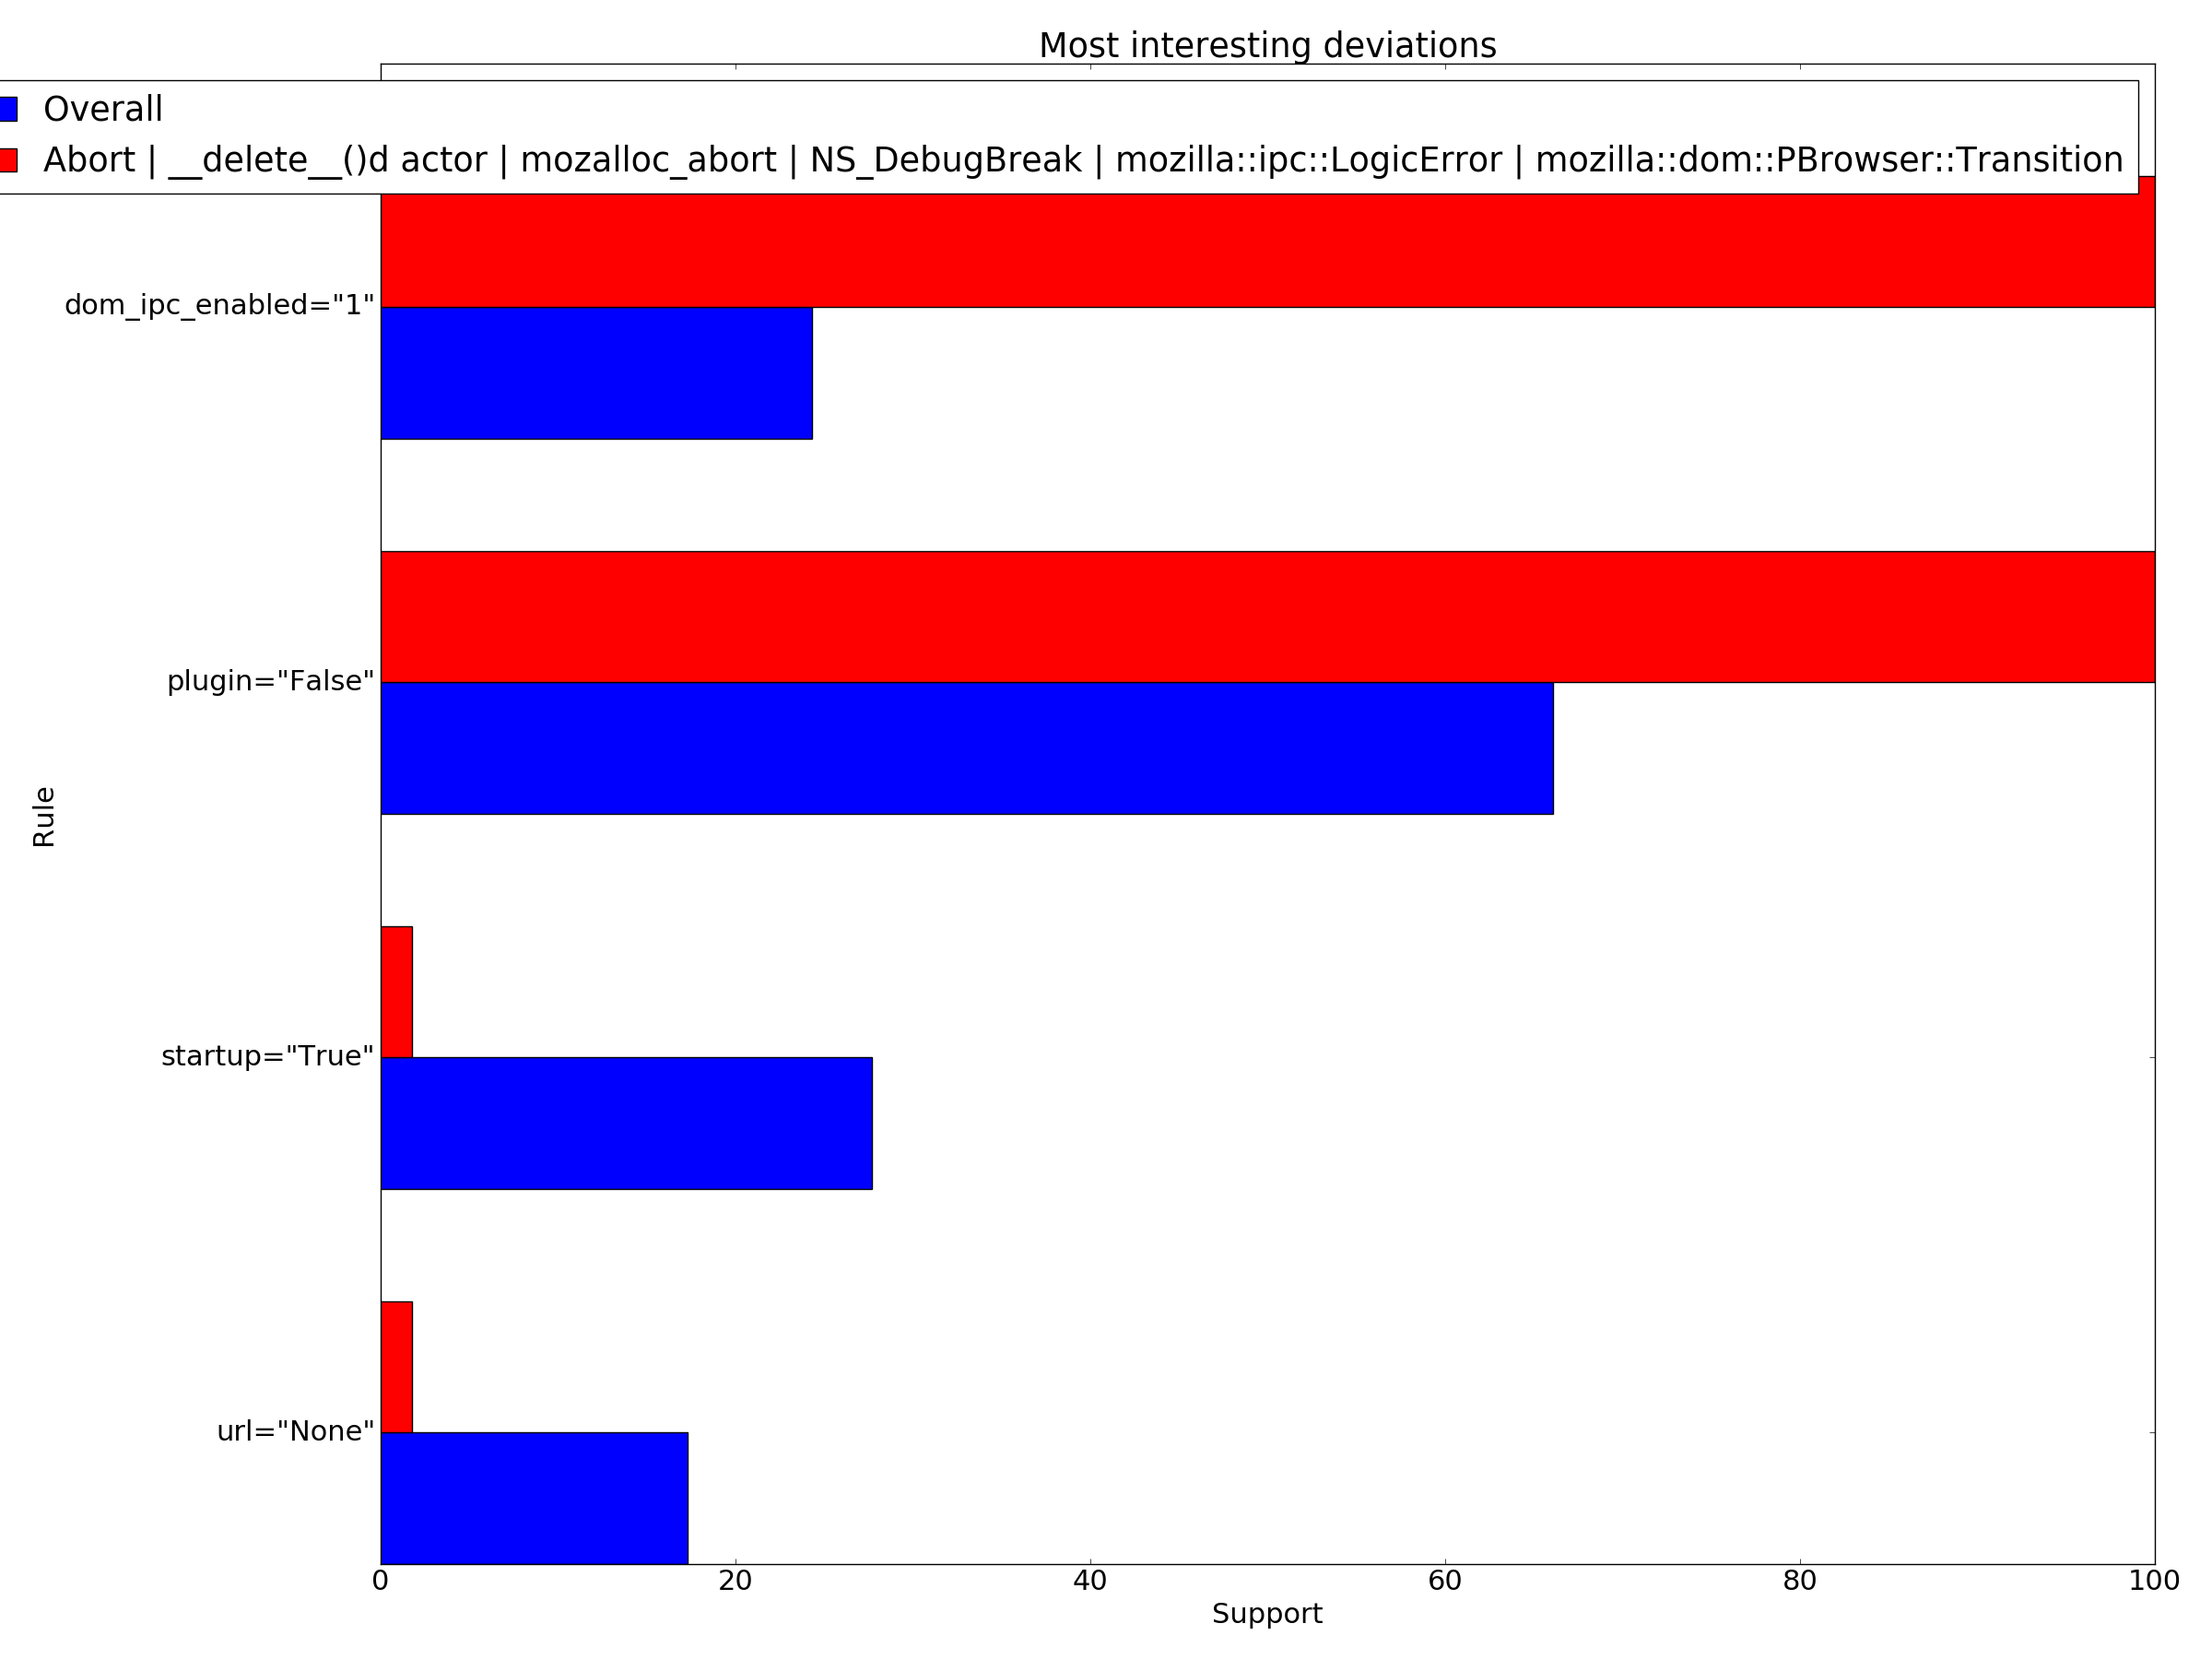 Most interesting deviations
Overall
Abort | __delete__()d actor | mozalloc_abort | NS_DebugBreak | mozilla::ipc::LogicError | mozilla::dom::PBrowser::Transition
dom_ipc_enabled="1"
plugin="False"
Rule
startup="True"
url="None"
0 20 40 60 80 100
Support